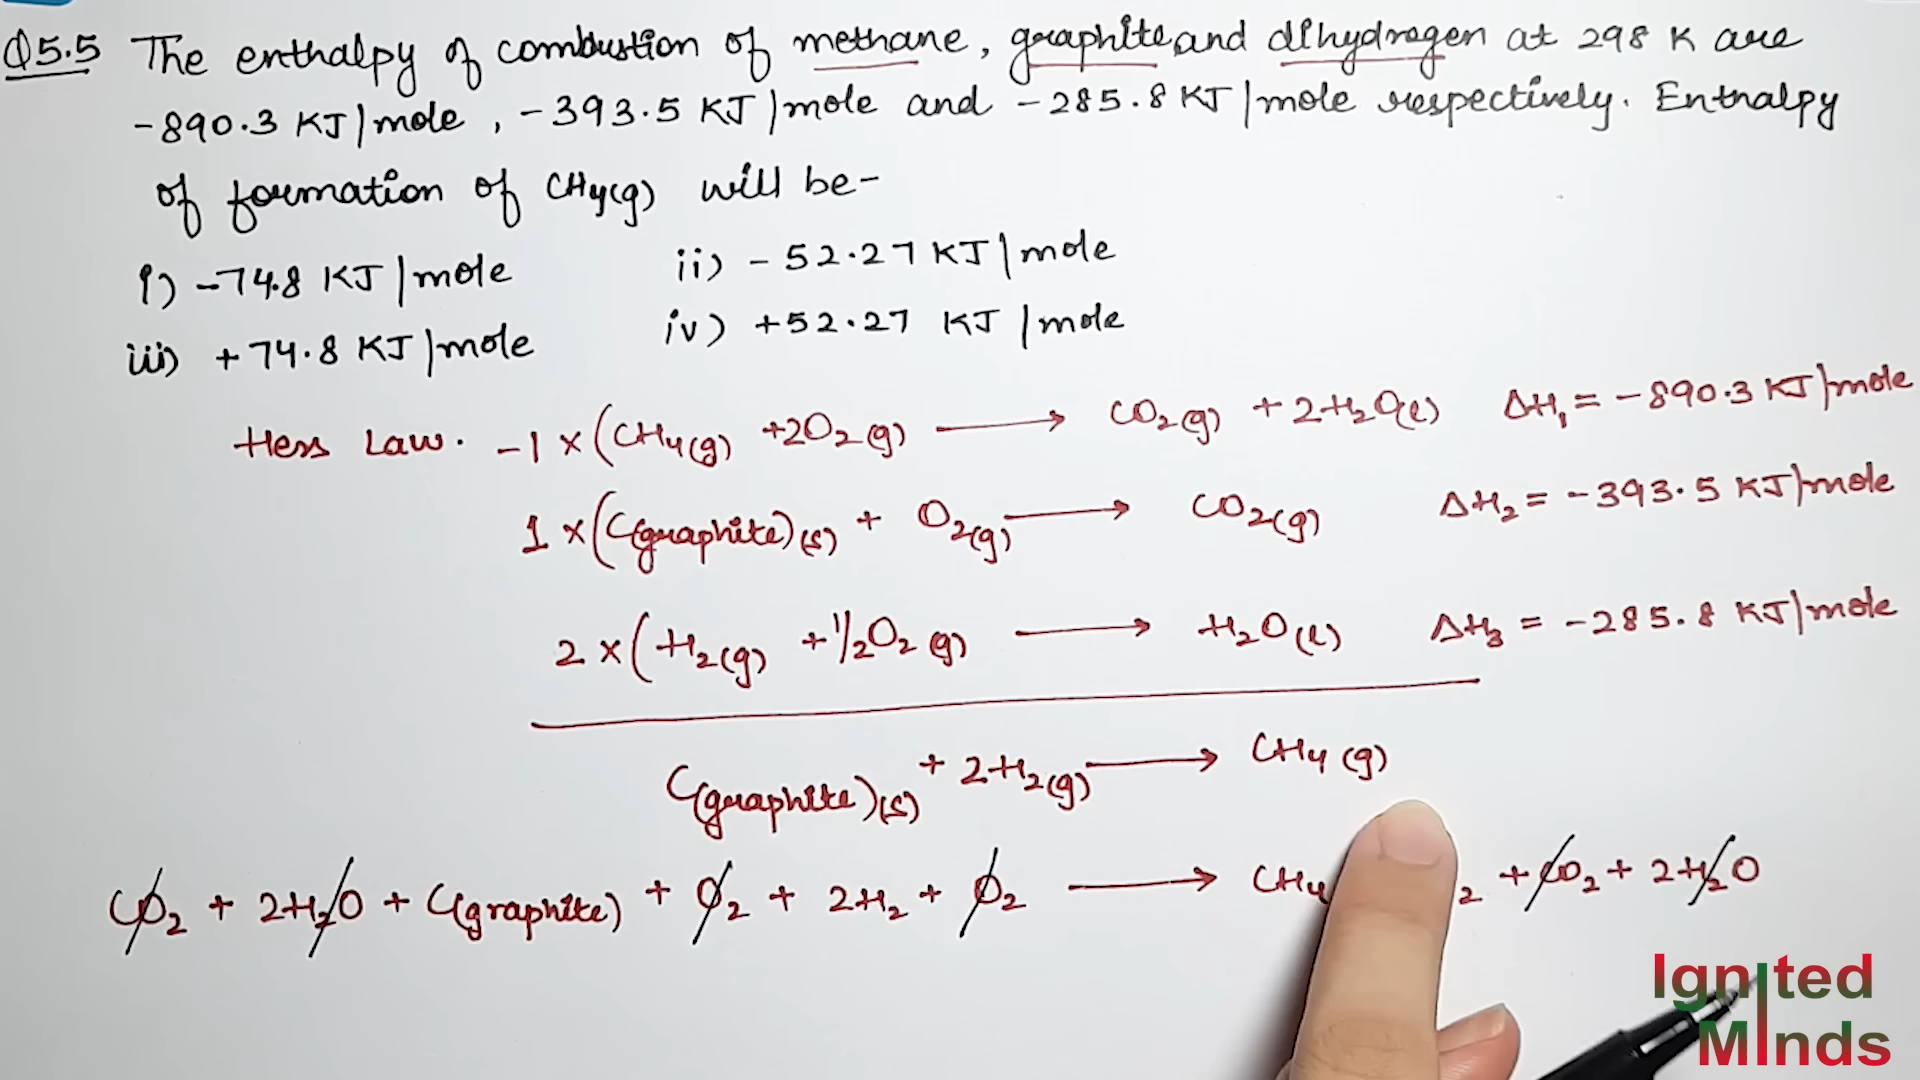 Q5.5 The enthalpy of combustion of methane, graphite and dihydrogen at 298 K are
-890.3 KJ/mole, -393.5 KJ/mole and -285.8 KJ/mole respectively. Enthalpy
of formation of CH₄(g) will be-
i) -74.8 KJ/mole ii) -52.27 KJ/mole
iii) +74.8 KJ/mole iv) +52.27 KJ/mole
Hess Law. -1 × (CH₄(g) +2O₂(g) ⟶ CO₂(g) + 2H₂O(l) ΔH₁ = -890.3 KJ/mole
1 × (C(graphite)(s) + O₂(g) ⟶ CO₂(g) ΔH₂ = -393.5 KJ/mole
2 × (H₂(g) + 1/2O₂(g) ⟶ H₂O(l) ΔH₃ = -285.8 KJ/mole
C(graphite)(s) + 2H₂(g) ⟶ CH₄(g)
CO₂ + 2H₂O + C(graphite) + O₂ + 2H₂ + O₂ ⟶ CH₄ ₂ + CO₂ + 2H₂O
Ignited
Minds